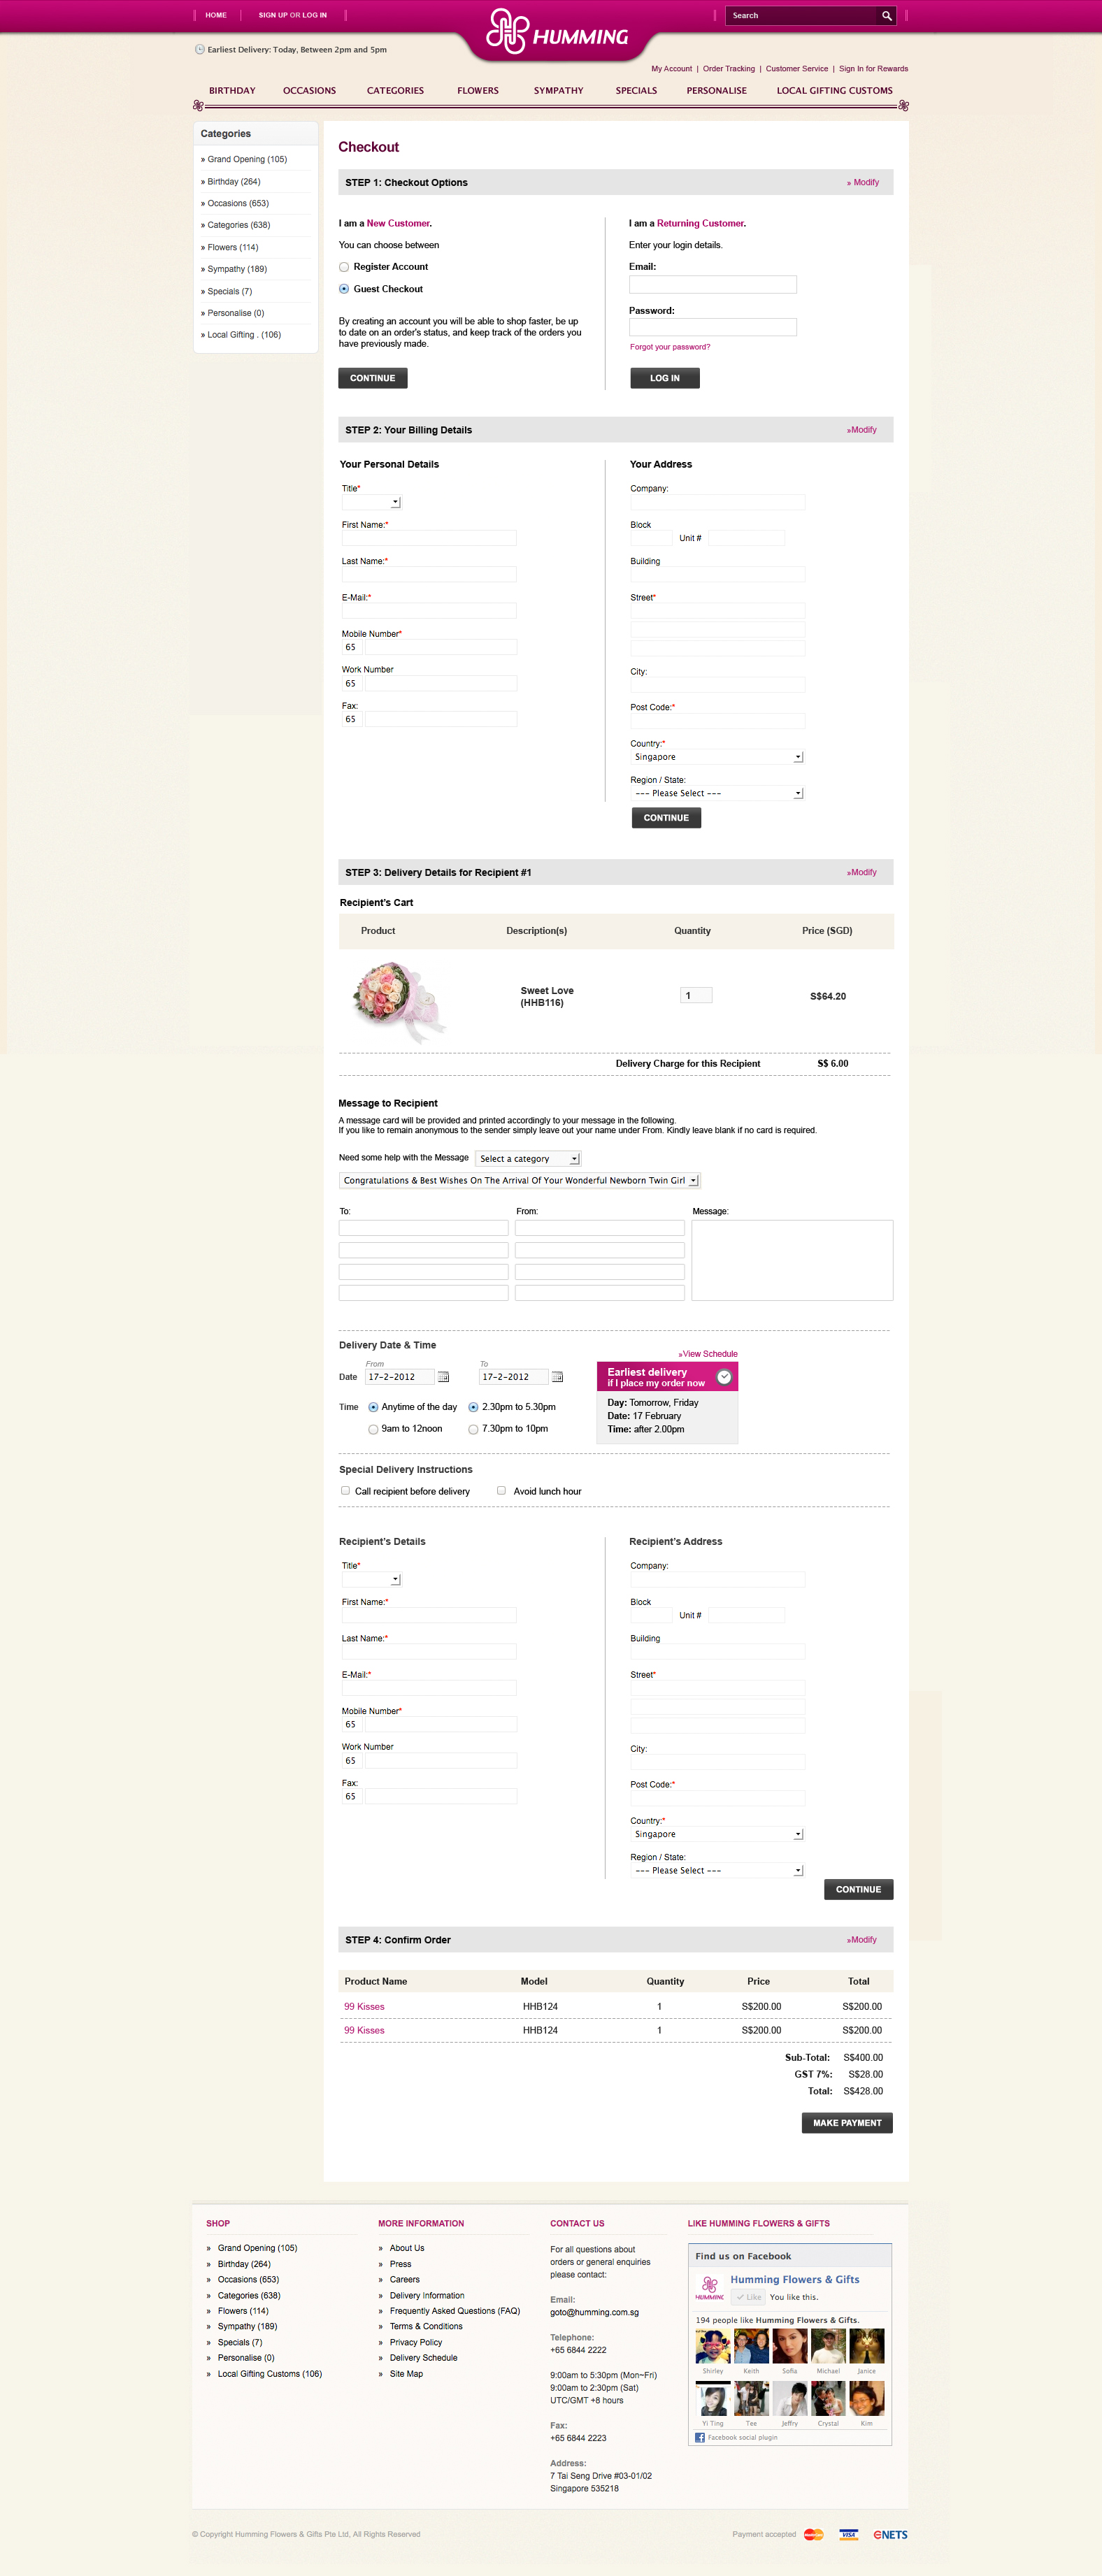 HOME
SIGN UP OR LOG IN
HUMMING
Search
Earliest Delivery: Today, Between 2pm and 5pm
My Account | Order Tracking | Customer Service | Sign In for Rewards
BIRTHDAY OCCASIONS CATEGORIES FLOWERS SYMPATHY SPECIALS PERSONALISE LOCAL GIFTING CUSTOMS
Categories
» Grand Opening (105)
» Birthday (264)
» Occasions (653)
» Categories (638)
» Flowers (114)
» Sympathy (189)
» Specials (7)
» Personalise (0)
» Local Gifting . (106)
Checkout
STEP 1: Checkout Options » Modify
I am a New Customer.
You can choose between
Register Account
Guest Checkout
By creating an account you will be able to shop faster, be up
to date on an order's status, and keep track of the orders you
have previously made.
CONTINUE
I am a Returning Customer.
Enter your login details.
Email:
Password:
Forgot your password?
LOG IN
STEP 2: Your Billing Details »Modify
Your Personal Details
Title*
First Name:*
Last Name:*
E-Mail:*
Mobile Number*
65
Work Number
65
Fax:
65
Your Address
Company:
Block
Unit #
Building
Street*
City:
Post Code:*
Country:*
Singapore
Region / State:
--- Please Select ---
CONTINUE
STEP 3: Delivery Details for Recipient #1 »Modify
Recipient's Cart
Product Description(s) Quantity Price (SGD)
Sweet Love
(HHB116)
1
S$64.20
Delivery Charge for this Recipient S$ 6.00
Message to Recipient
A message card will be provided and printed accordingly to your message in the following.
If you like to remain anonymous to the sender simply leave out your name under From. Kindly leave blank if no card is required.
Need some help with the Message Select a category
Congratulations & Best Wishes On The Arrival Of Your Wonderful Newborn Twin Girl
To: From: Message:
Delivery Date & Time
From To
Date 17-2-2012 17-2-2012
Time Anytime of the day 2.30pm to 5.30pm
9am to 12noon 7.30pm to 10pm
»View Schedule
Earliest delivery
if I place my order now
Day: Tomorrow, Friday
Date: 17 February
Time: after 2.00pm
Special Delivery Instructions
Call recipient before delivery Avoid lunch hour
Recipient's Details
Title*
First Name:*
Last Name:*
E-Mail:*
Mobile Number*
65
Work Number
65
Fax:
65
Recipient's Address
Company:
Block
Unit #
Building
Street*
City:
Post Code:*
Country:*
Singapore
Region / State:
--- Please Select ---
CONTINUE
STEP 4: Confirm Order »Modify
Product Name Model Quantity Price Total
99 Kisses HHB124 1 S$200.00 S$200.00
99 Kisses HHB124 1 S$200.00 S$200.00
Sub-Total: S$400.00
GST 7%: S$28.00
Total: S$428.00
MAKE PAYMENT
SHOP
» Grand Opening (105)
» Birthday (264)
» Occasions (653)
» Categories (638)
» Flowers (114)
» Sympathy (189)
» Specials (7)
» Personalise (0)
» Local Gifting Customs (106)
MORE INFORMATION
» About Us
» Press
» Careers
» Delivery Information
» Frequently Asked Questions (FAQ)
» Terms & Conditions
» Privacy Policy
» Delivery Schedule
» Site Map
CONTACT US
For all questions about
orders or general enquiries
please contact:
Email:
goto@humming.com.sg
Telephone:
+65 6844 2222
9:00am to 5:30pm (Mon~Fri)
9:00am to 2:30pm (Sat)
UTC/GMT +8 hours
Fax:
+65 6844 2223
Address:
7 Tai Seng Drive #03-01/02
Singapore 535218
LIKE HUMMING FLOWERS & GIFTS
Find us on Facebook
HUMMING
Humming Flowers & Gifts
Like You like this.
194 people like Humming Flowers & Gifts.
Shirley Keith Sofia Michael Janice
Yi Ting Tee Jeffry Crystal Kim
Facebook social plugin
© Copyright Humming Flowers & Gifts Pte Ltd, All Rights Reserved
Payment accepted MasterCard VISA eNETS